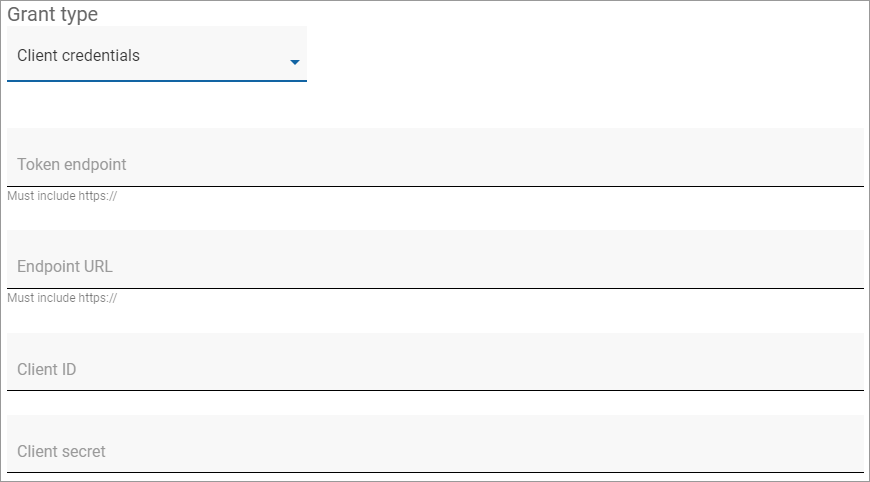 Grant type
Client credentials
Token endpoint
Must include https://
Endpoint URL
Must include https://
Client ID
Client secret